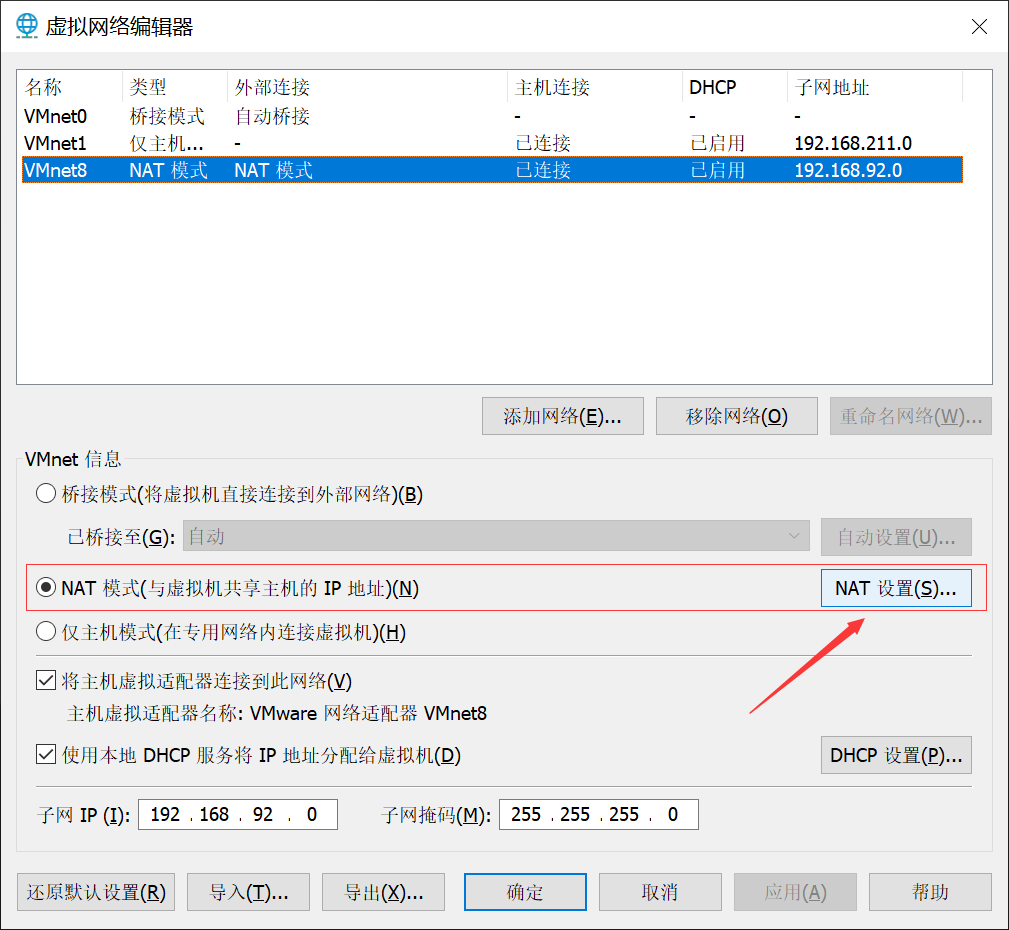 虚拟网络编辑器
名称 类型 外部连接 主机连接 DHCP 子网地址
VMnet0 桥接模式 自动桥接 - - -
VMnet1 仅主机... - 已连接 已启用 192.168.211.0
VMnet8 NAT 模式 NAT 模式 已连接 已启用 192.168.92.0
添加网络(E)... 移除网络(O) 重命名网络(W)...
VMnet 信息
桥接模式(将虚拟机直接连接到外部网络)(B)
已桥接至(G): 自动 自动设置(U)...
NAT 模式(与虚拟机共享主机的 IP 地址)(N) NAT 设置(S)...
仅主机模式(在专用网络内连接虚拟机)(H)
将主机虚拟适配器连接到此网络(V)
主机虚拟适配器名称: VMware 网络适配器 VMnet8
使用本地 DHCP 服务将 IP 地址分配给虚拟机(D) DHCP 设置(P)...
子网 IP (I): 192 . 168 . 92 . 0 子网掩码(M): 255 . 255 . 255 . 0
还原默认设置(R) 导入(T)... 导出(X)... 确定 取消 应用(A) 帮助